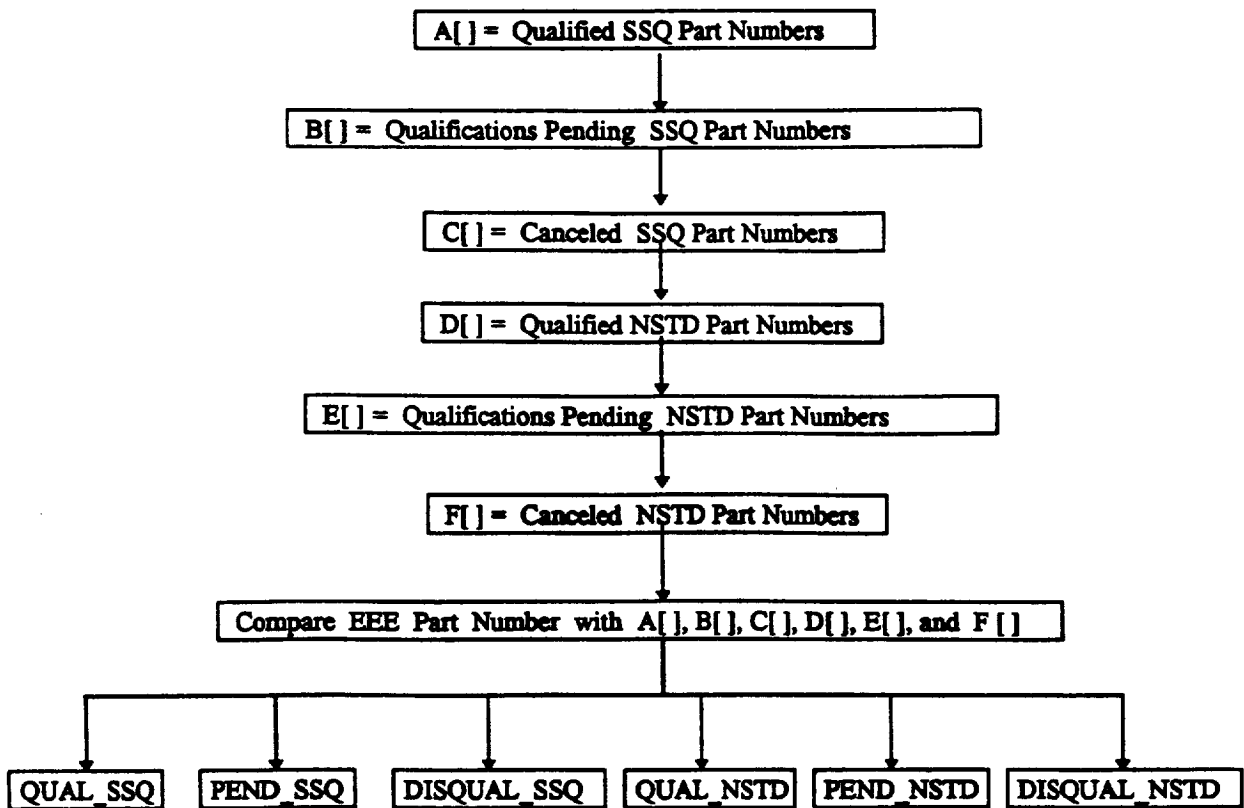 A[ ] = Qualified SSQ Part Numbers
B[ ] = Qualifications Pending SSQ Part Numbers
C[ ] = Canceled SSQ Part Numbers
D[ ] = Qualified NSTD Part Numbers
E[ ] = Qualifications Pending NSTD Part Numbers
F[ ] = Canceled NSTD Part Numbers
Compare EEE Part Number with A[ ], B[ ], C[ ], D[ ], E[ ], and F [ ]
QUAL_SSQ PEND_SSQ DISQUAL_SSQ QUAL_NSTD PEND_NSTD DISQUAL_NSTD